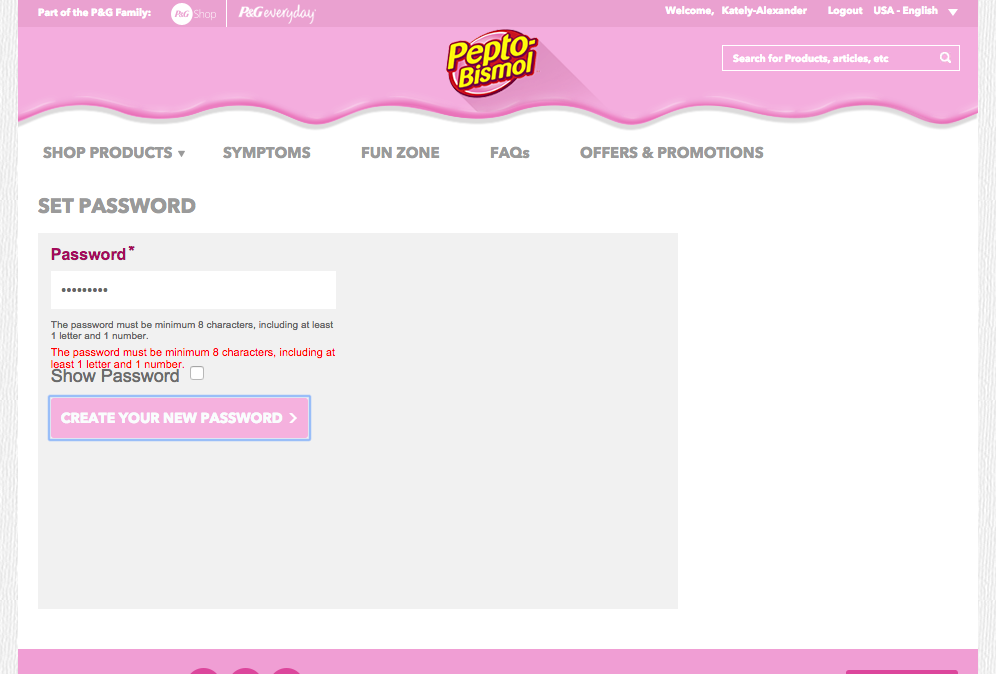 Part of the P&G Family: P&G Shop P&G everyday Welcome, Kately-Alexander Logout USA - English
Pepto-
Bismol
Search for Products, articles, etc
SHOP PRODUCTS ▼ SYMPTOMS FUN ZONE FAQs OFFERS & PROMOTIONS
SET PASSWORD
Password*
•••••••••
The password must be minimum 8 characters, including at least
1 letter and 1 number.
The password must be minimum 8 characters, including at
least 1 letter and 1 number.
Show Password
CREATE YOUR NEW PASSWORD >